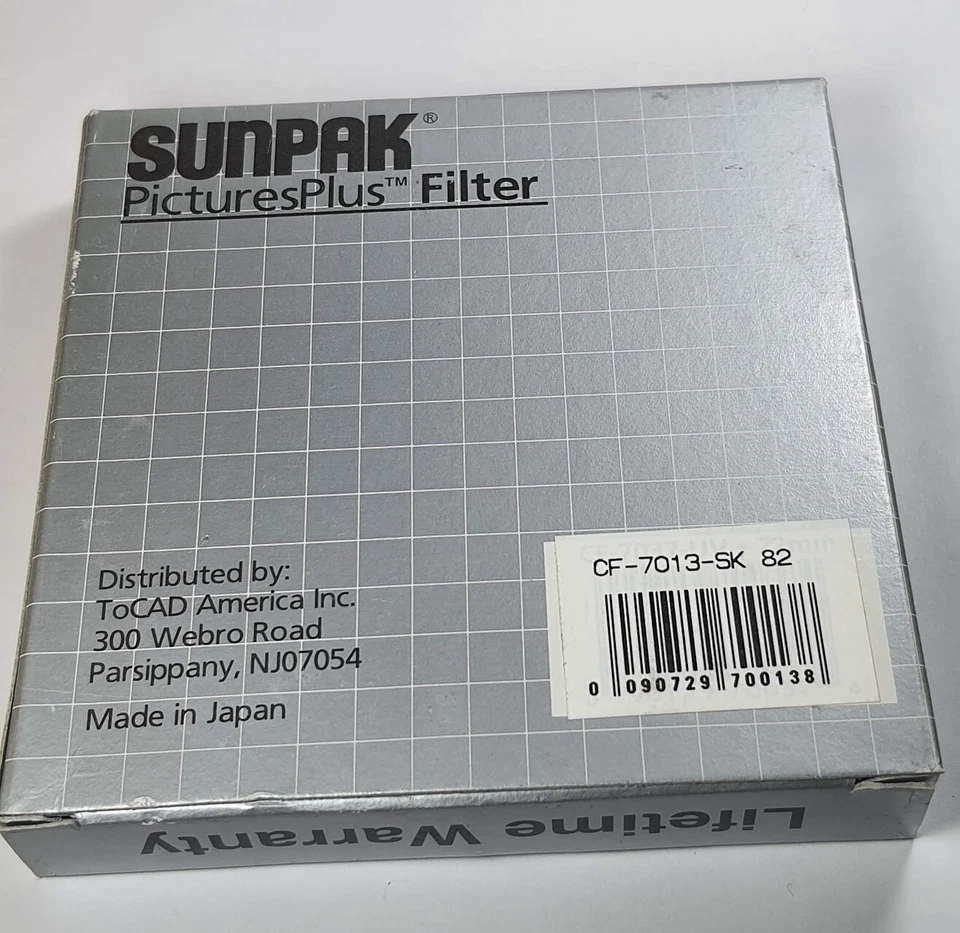 SUNPAK®
PicturesPlus™ Filter
Distributed by:
ToCAD America Inc.
300 Webro Road
Parsippany, NJ07054
Made in Japan
CF-7013-SK 82
0 090729 700138
Lifetime Warranty